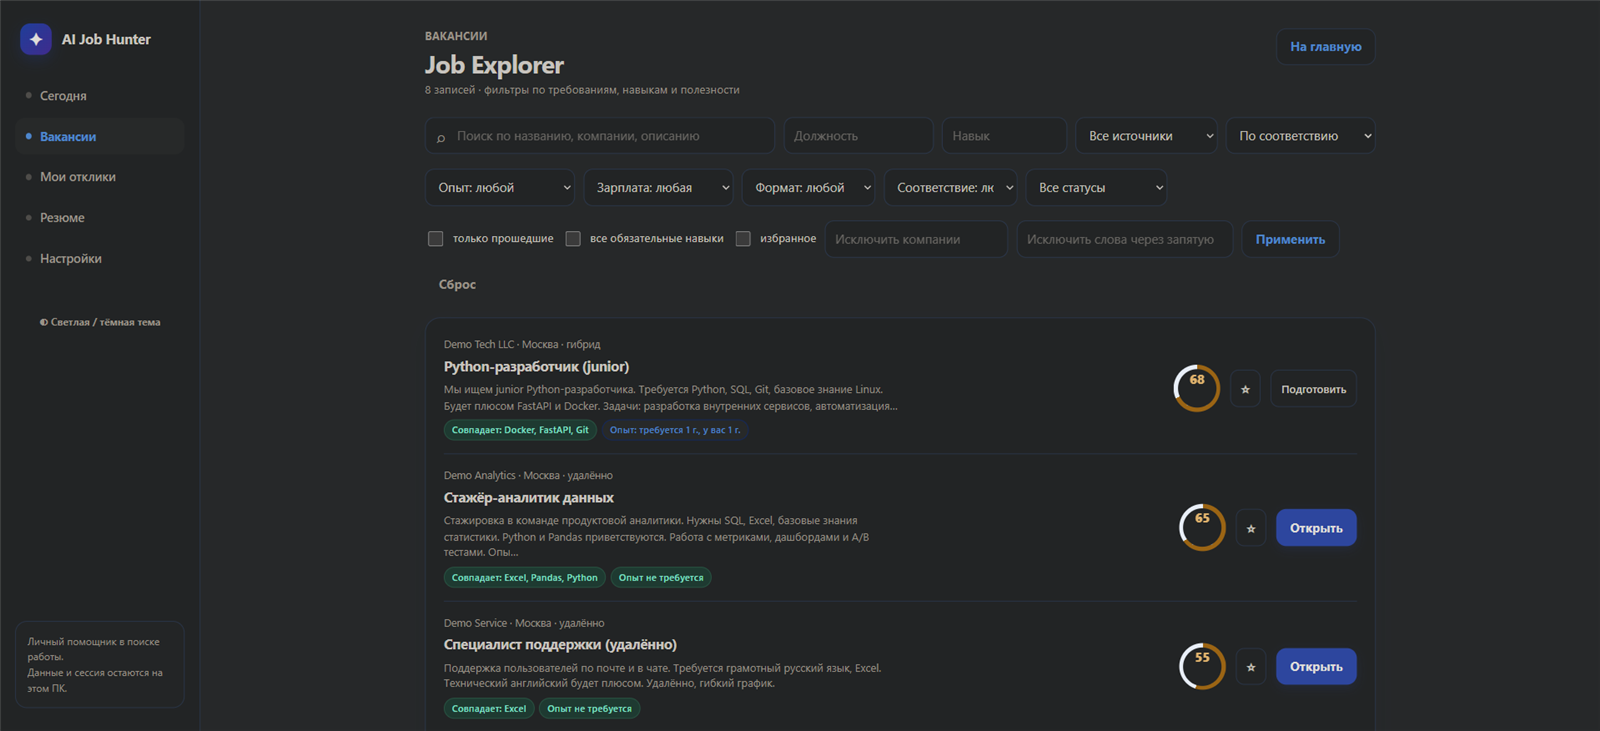 AI Job Hunter
Сегодня
Вакансии
Мои отклики
Резюме
Настройки
Светлая / тёмная тема
Личный помощник в поиске
работы.
Данные и сессия остаются на
этом ПК.
ВАКАНСИИ
Job Explorer
8 записей · фильтры по требованиям, навыкам и полезности
На главную
Поиск по названию, компании, описанию
Должность
Навык
Все источники
По соответствию
Опыт: любой
Зарплата: любая
Формат: любой
Соответствие: лк
Все статусы
только прошедшие
все обязательные навыки
избранное
Исключить компании
Исключить слова через запятую
Применить
Сброс
Demo Tech LLC · Москва · гибрид
Python-разработчик (junior)
Мы ищем junior Python-разработчика. Требуется Python, SQL, Git, базовое знание Linux.
Будет плюсом FastAPI и Docker. Задачи: разработка внутренних сервисов, автоматизация...
Совпадает: Docker, FastAPI, Git
Опыт: требуется 1 г., у вас 1 г.
68
Подготовить
Demo Analytics · Москва · удалённо
Стажёр-аналитик данных
Стажировка в команде продуктовой аналитики. Нужны SQL, Excel, базовые знания
статистики. Python и Pandas приветствуются. Работа с метриками, дашбордами и A/B
тестами. Опы...
Совпадает: Excel, Pandas, Python
Опыт не требуется
65
Открыть
Demo Service · Москва · удалённо
Специалист поддержки (удалённо)
Поддержка пользователей по почте и в чате. Требуется грамотный русский язык, Excel.
Технический английский будет плюсом. Удалённо, гибкий график.
Совпадает: Excel
Опыт не требуется
55
Открыть